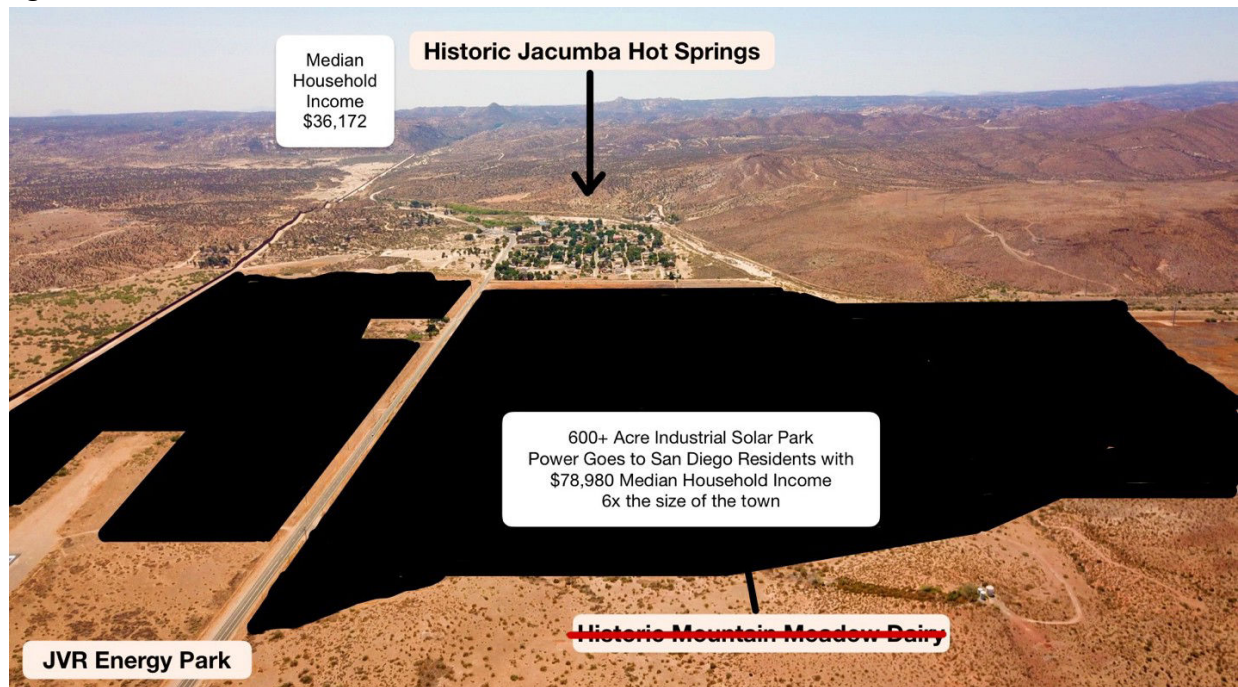 Median
Household
Income
$36,172
Historic Jacumba Hot Springs
600+ Acre Industrial Solar Park
Power Goes to San Diego Residents with
$78,980 Median Household Income
6x the size of the town
Historic Mountain Meadow Dairy
JVR Energy Park